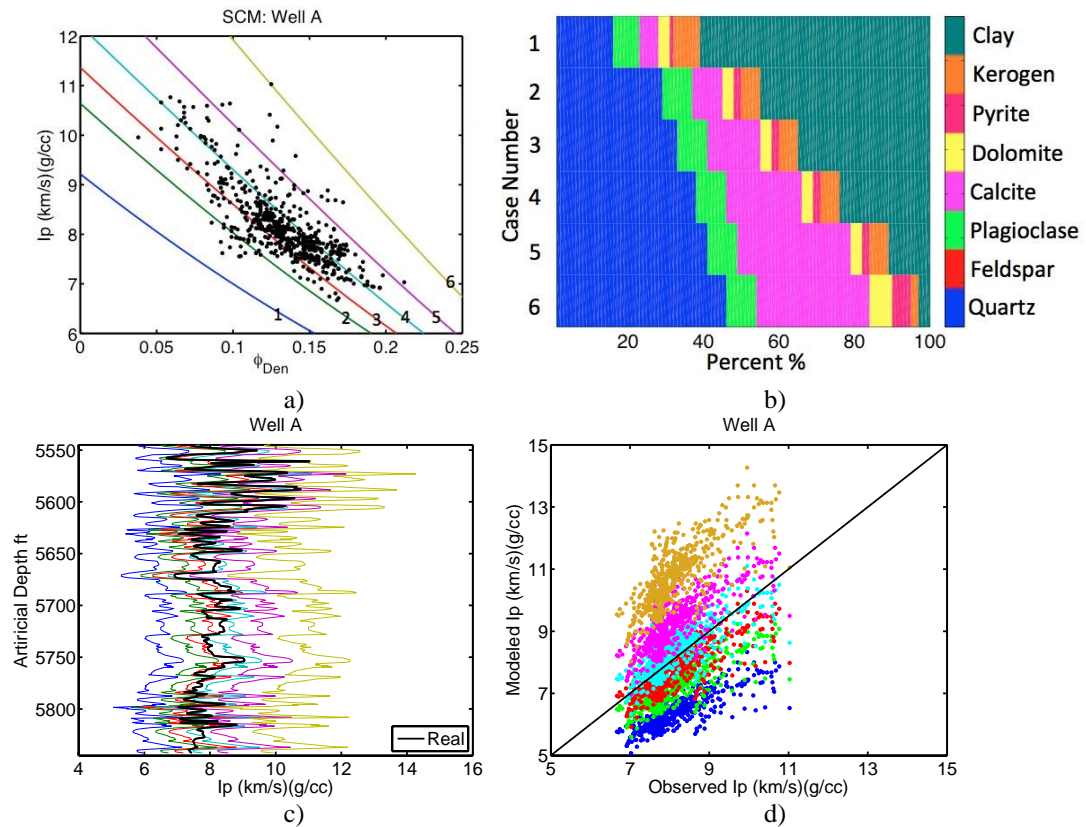 SCM: Well A
12
11
10
9
8
7
6
Ip (km/s)(g/cc)
1
2
3
4
5
6
0
0.05
0.1
0.15
0.2
0.25
ϕDen
a)
Case Number
1
2
3
4
5
6
20
40
60
80
100
Percent %
Clay
Kerogen
Pyrite
Dolomite
Calcite
Plagioclase
Feldspar
Quartz
b)
Well A
5550
5600
5650
5700
5750
5800
Artiricial Depth ft
Real
4
6
8
10
12
14
16
Ip (km/s)(g/cc)
c)
Well A
15
13
11
9
7
5
Modeled Ip (km/s)(g/cc)
5
7
9
11
13
15
Observed Ip (km/s)(g/cc)
d)